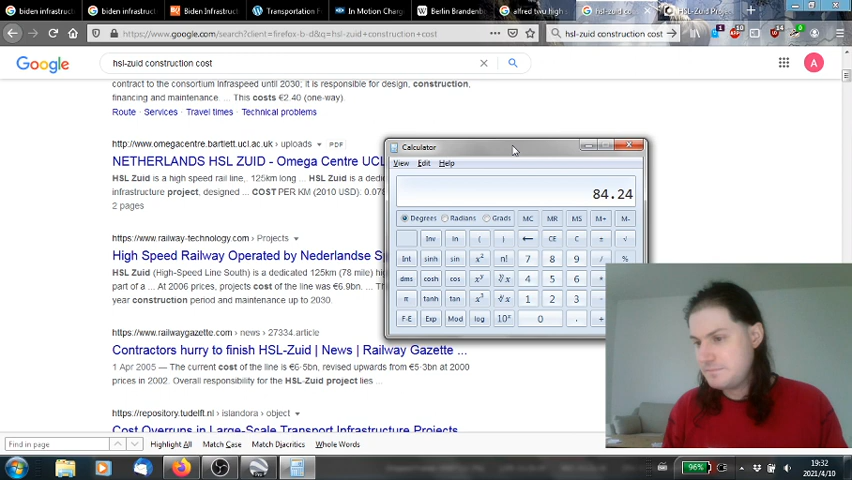 biden infrastruct
biden infrastruct
Biden Infrastruct
Transportation F
In Motion Charg
Berlin Brandenbe
alfred twu high s
hsl-zuid co
HSL-Zuid Proje
www.google.com/search?client=firefox-b-d&q=hsl-zuid+construction+cost
hsl-zuid construction cost
Google
hsl-zuid construction cost
A
contract to the consortium Infraspeed until 2030; it is responsible for design, construction,
financing and maintenance. ... This costs €2.40 (one-way).
Route · Services · Travel times · Technical problems
http://www.omegacentre.bartlett.ucl.ac.uk › uploads PDF
NETHERLANDS HSL ZUID - Omega Centre UCL
HSL Zuid is a high speed rail line, . 125km long ...
infrastructure project, designed ... COST PER KM (2010 USD): 0.078
2 pages
http://www.railway-technology.com › Projects
High Speed Railway Operated by Nederlandse S
HSL Zuid (High-Speed Line South) is a dedicated 125km (78 mile) high
part of a ... At 2006 prices, projects cost of the line was €6.9bn. ...
year construction period and maintenance up to 2030.
http://www.railwaygazette.com › news › 27334.article
Contractors hurry to finish HSL-Zuid | News | Railway Gazette ...
1 Apr 2005 — The current cost of the line is €6·5bn, revised upwards from €5·3bn at 2000
prices in 2002. Overall responsibility for the HSL-Zuid project lies ...
https://repository.tudelft.nl › islandora › object
Cost Overruns in Large-Scale Transport Infrastructure Projects
Calculator
View Edit Help
84.24
Degrees Radians Grads MC MR MS M+ M-
Inv ln ( ) ← CE C ± √
Int sinh sin x² n! 7 8 9 / %
dms cosh cos xʸ ʸ√x 4 5 6 *
π tanh tan x³ ³√x 1 2 3 -
F-E Exp Mod log 10ˣ 0 . +
Find in page
Highlight All Match Case Match Diacritics Whole Words
96%
19:32
2021/4/10